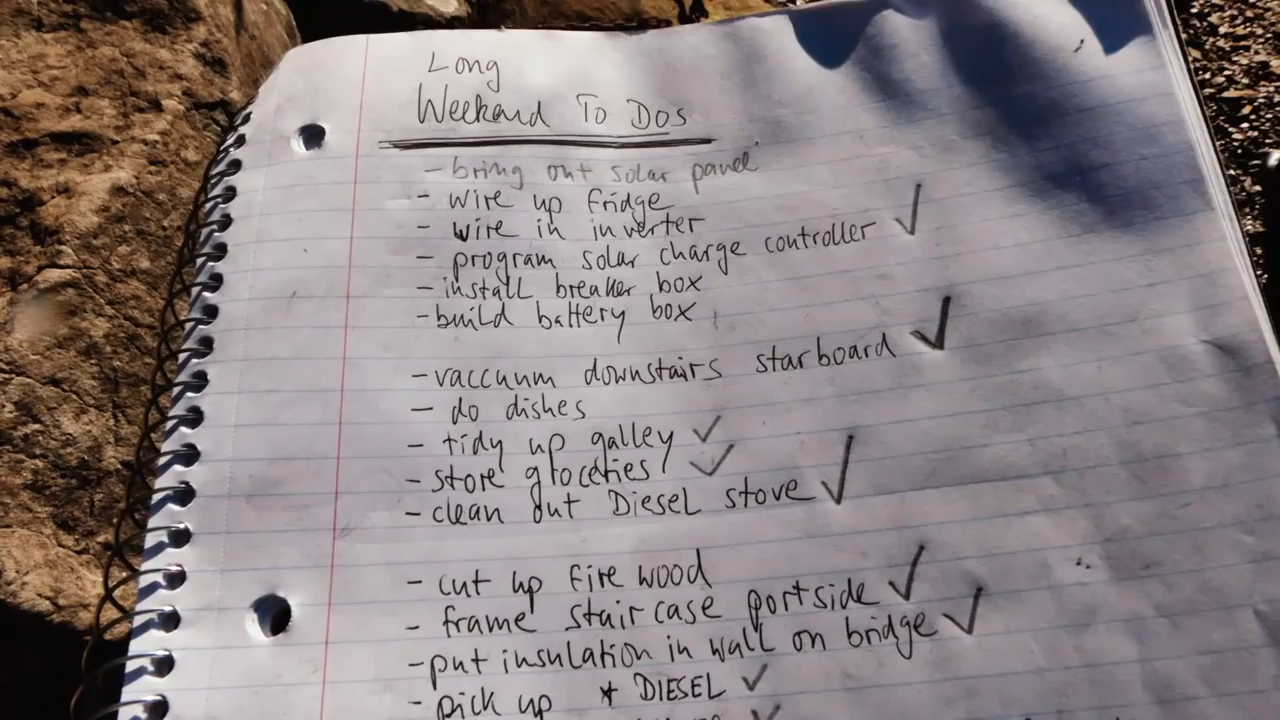 Long
Weekend To Dos
- bring out solar panel
- wire up fridge
- wire in inverter
- program solar charge controller ✓
- install breaker box
- build battery box
- vaccuum downstairs starboard ✓
- do dishes
- tidy up galley ✓
- store groceries ✓
- clean out Diesel stove ✓
- cut up fire wood
- frame stair case portside ✓
- put insulation in wall on bridge ✓
- pick up * DIESEL ✓